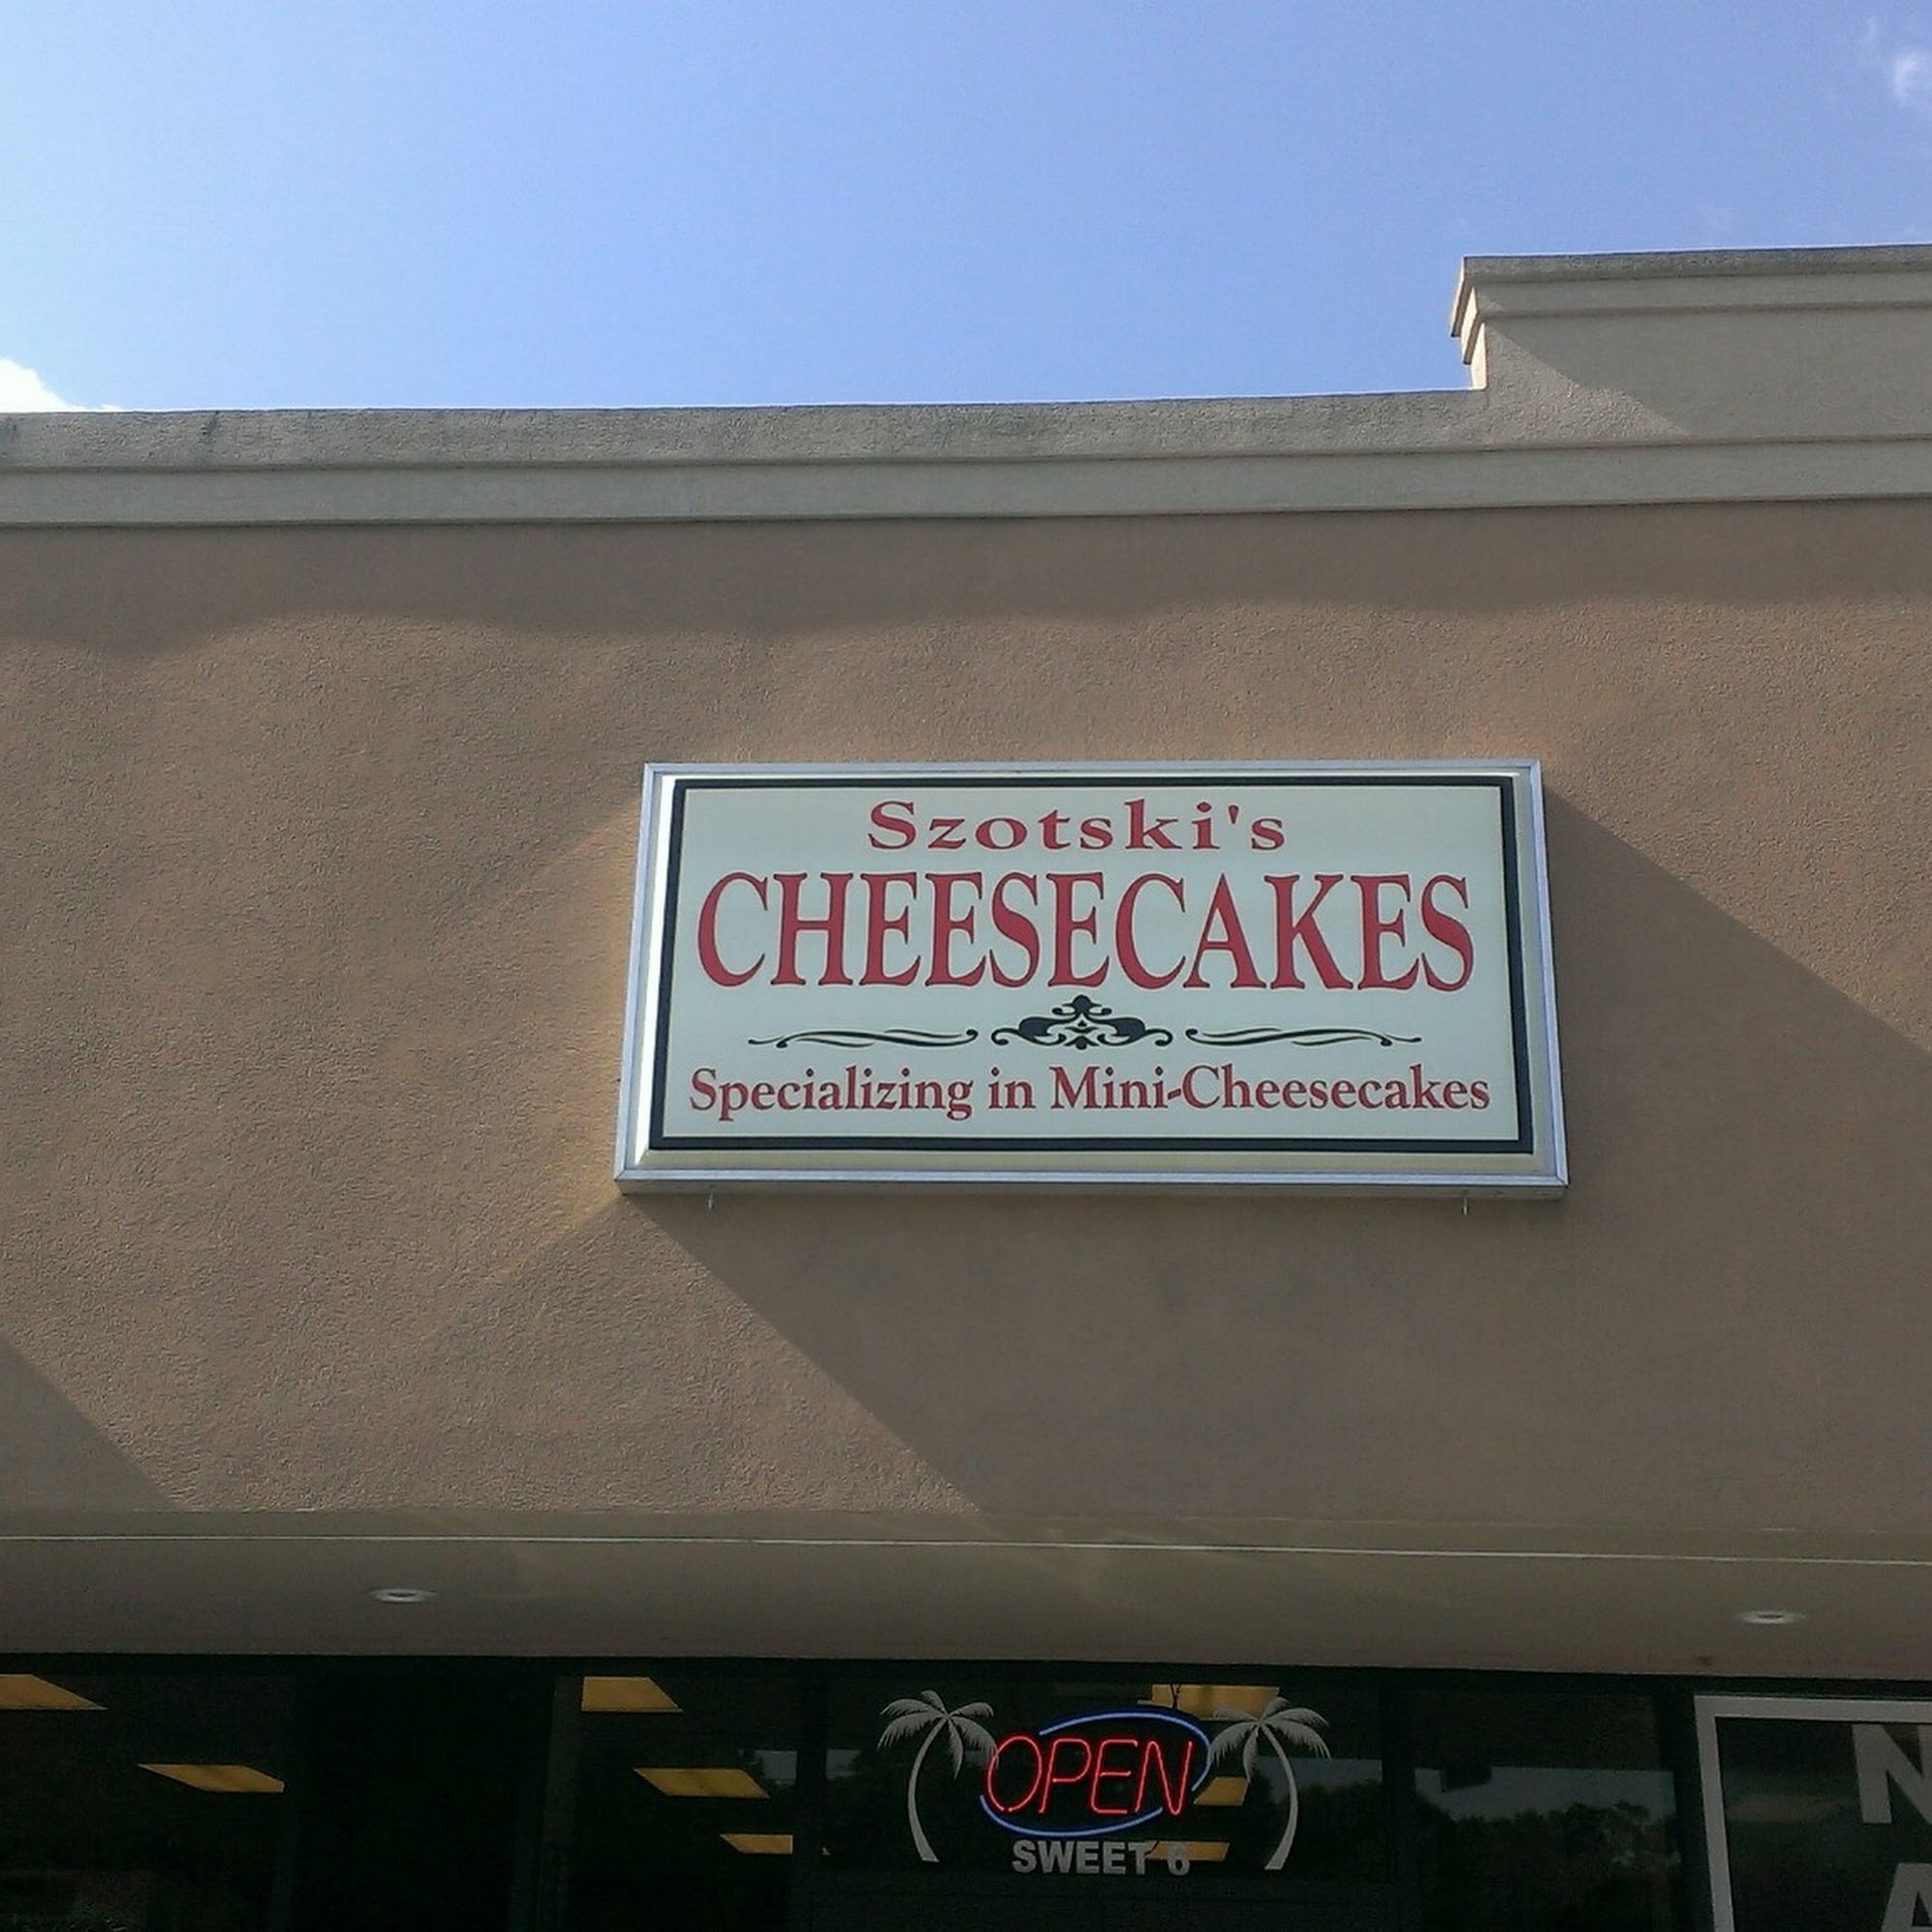 Szotski's
CHEESECAKES
Specializing in Mini-Cheesecakes
OPEN
SWEET 6
N
A